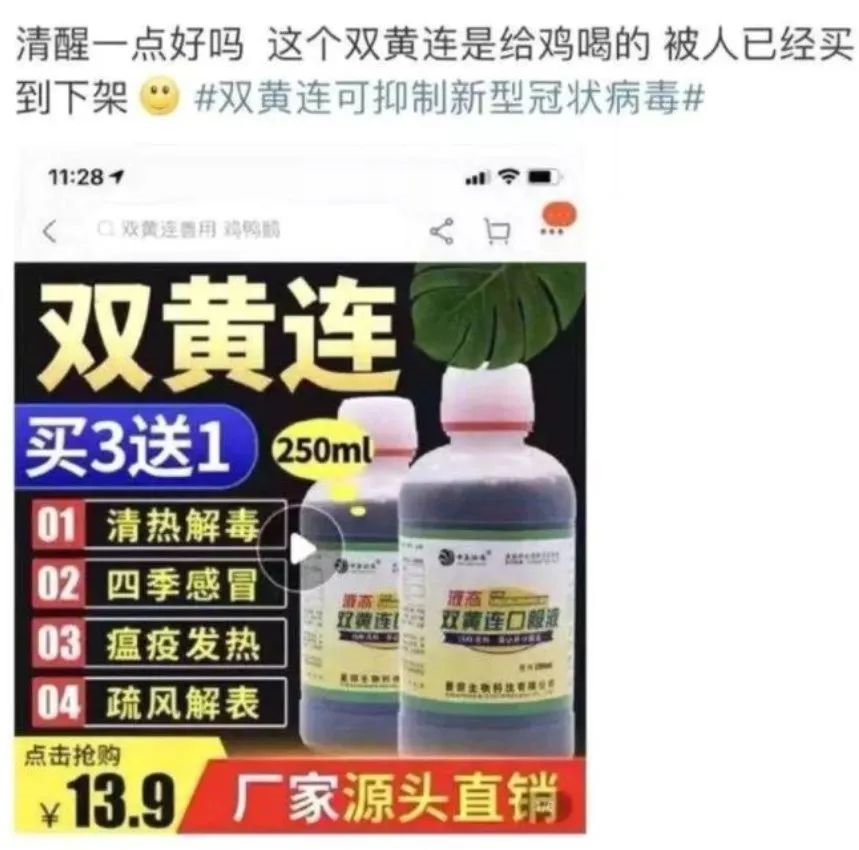 清醒一点好吗 这个双黄连是给鸡喝的 被人已经买
到下架 #双黄连可抑制新型冠状病毒#
11:28
双黄连兽用 鸡鸭鹅
双黄连
买3送1
250ml
01 清热解毒
02 四季感冒
03 瘟疫发热
04 疏风解表
液态
双黄连口服液
点击抢购
¥13.9
厂家源头直销